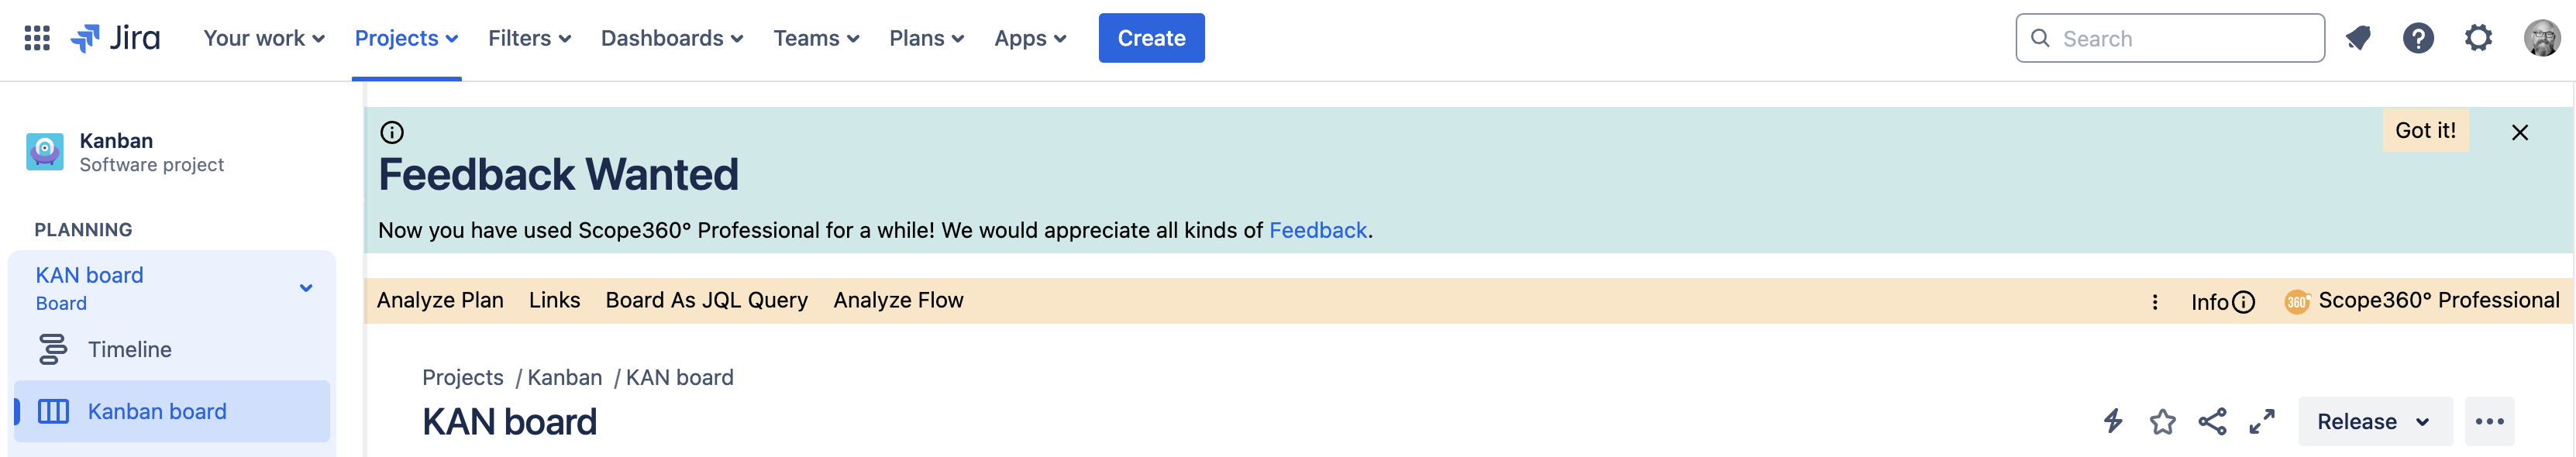 Jira Your work Projects Filters Dashboards Teams Plans Apps Create Search
Kanban
Software project
PLANNING
KAN board
Board
Timeline
Kanban board
Got it!
Feedback Wanted
Now you have used Scope360° Professional for a while! We would appreciate all kinds of Feedback.
Analyze Plan Links Board As JQL Query Analyze Flow Info 360° Scope360° Professional
Projects / Kanban / KAN board
KAN board Release